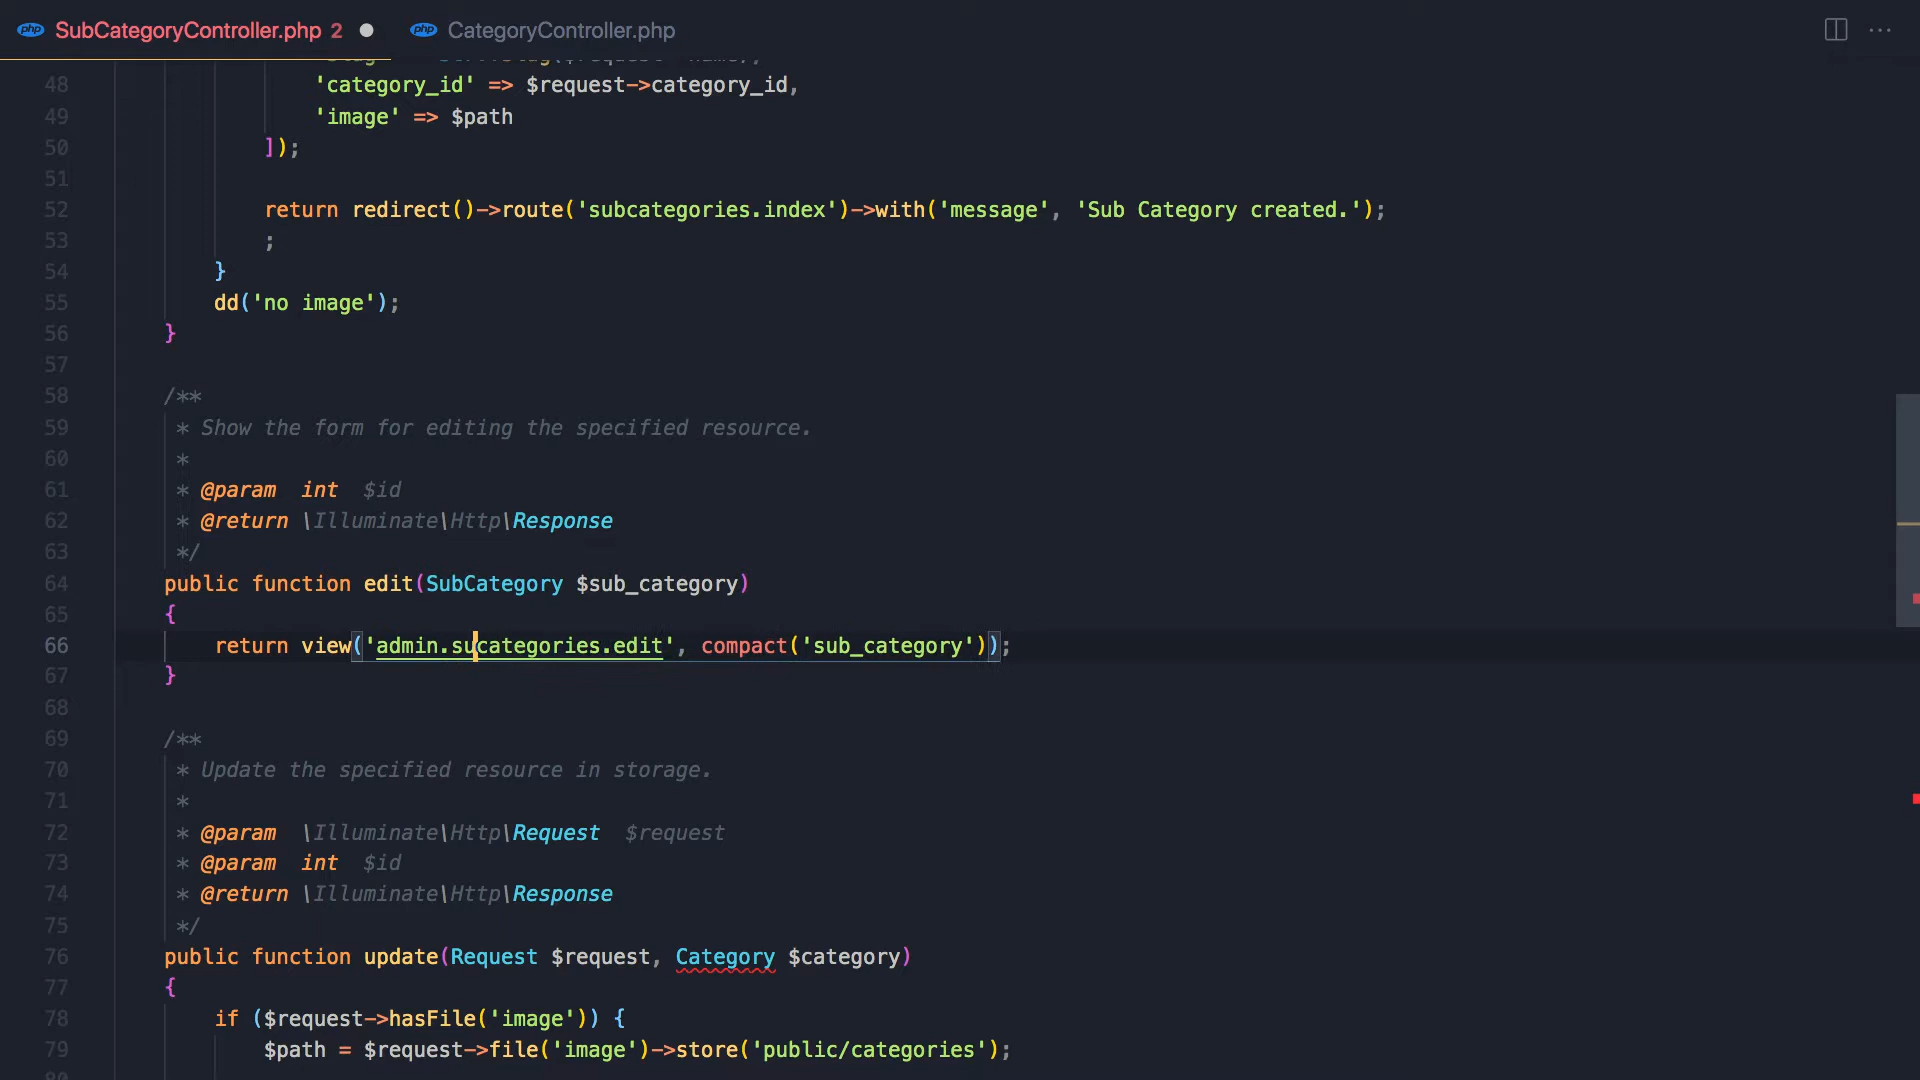 SubCategoryController.php 2 CategoryController.php
48 'category_id' => $request->category_id,
49 'image' => $path
50 ]);
51
52 return redirect()->route('subcategories.index')->with('message', 'Sub Category created.');
53 ;
54 }
55 dd('no image');
56 }
57
58 /**
59 * Show the form for editing the specified resource.
60 *
61 * @param  int  $id
62 * @return \Illuminate\Http\Response
63 */
64 public function edit(SubCategory $sub_category)
65 {
66 return view('admin.sucategories.edit', compact('sub_category'));
67 }
68
69 /**
70 * Update the specified resource in storage.
71 *
72 * @param  \Illuminate\Http\Request  $request
73 * @param  int  $id
74 * @return \Illuminate\Http\Response
75 */
76 public function update(Request $request, Category $category)
77 {
78 if ($request->hasFile('image')) {
79 $path = $request->file('image')->store('public/categories');